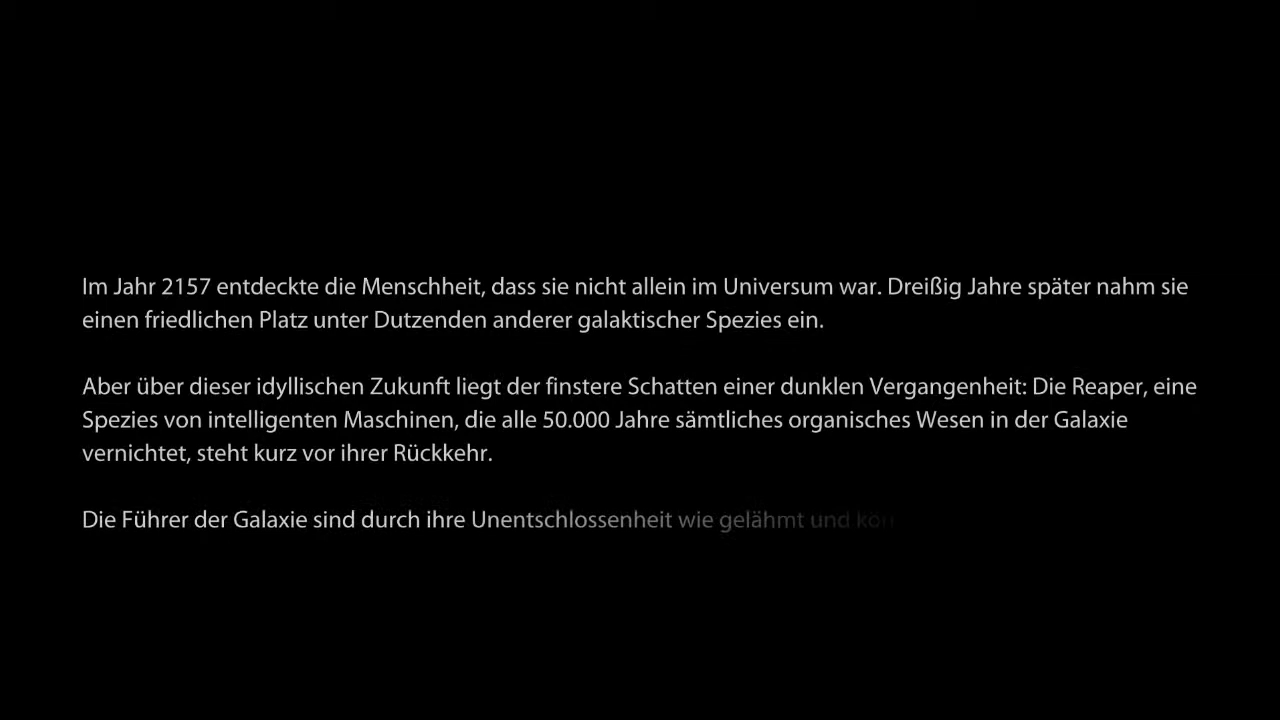 Im Jahr 2157 entdeckte die Menschheit, dass sie nicht allein im Universum war. Dreißig Jahre später nahm sie
einen friedlichen Platz unter Dutzenden anderer galaktischer Spezies ein.
Aber über dieser idyllischen Zukunft liegt der finstere Schatten einer dunklen Vergangenheit: Die Reaper, eine
Spezies von intelligenten Maschinen, die alle 50.000 Jahre sämtliches organisches Wesen in der Galaxie
vernichtet, steht kurz vor ihrer Rückkehr.
Die Führer der Galaxie sind durch ihre Unentschlossenheit wie gelähmt und